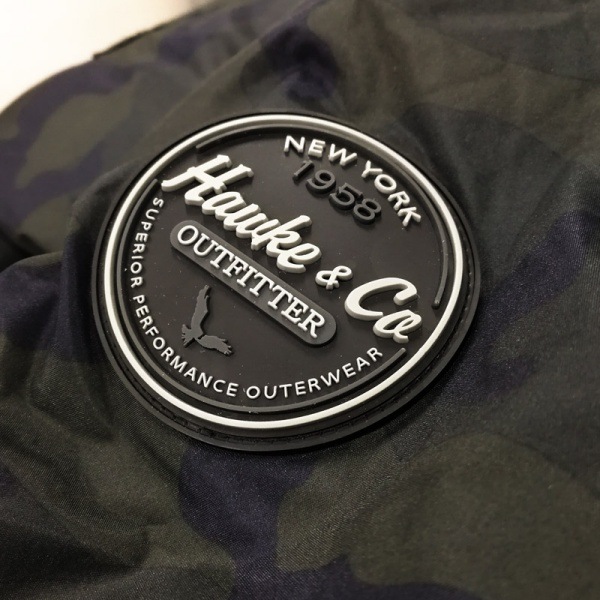 NEW YORK
1958
Hawke & Co
OUTFITTER
SUPERIOR PERFORMANCE OUTERWEAR